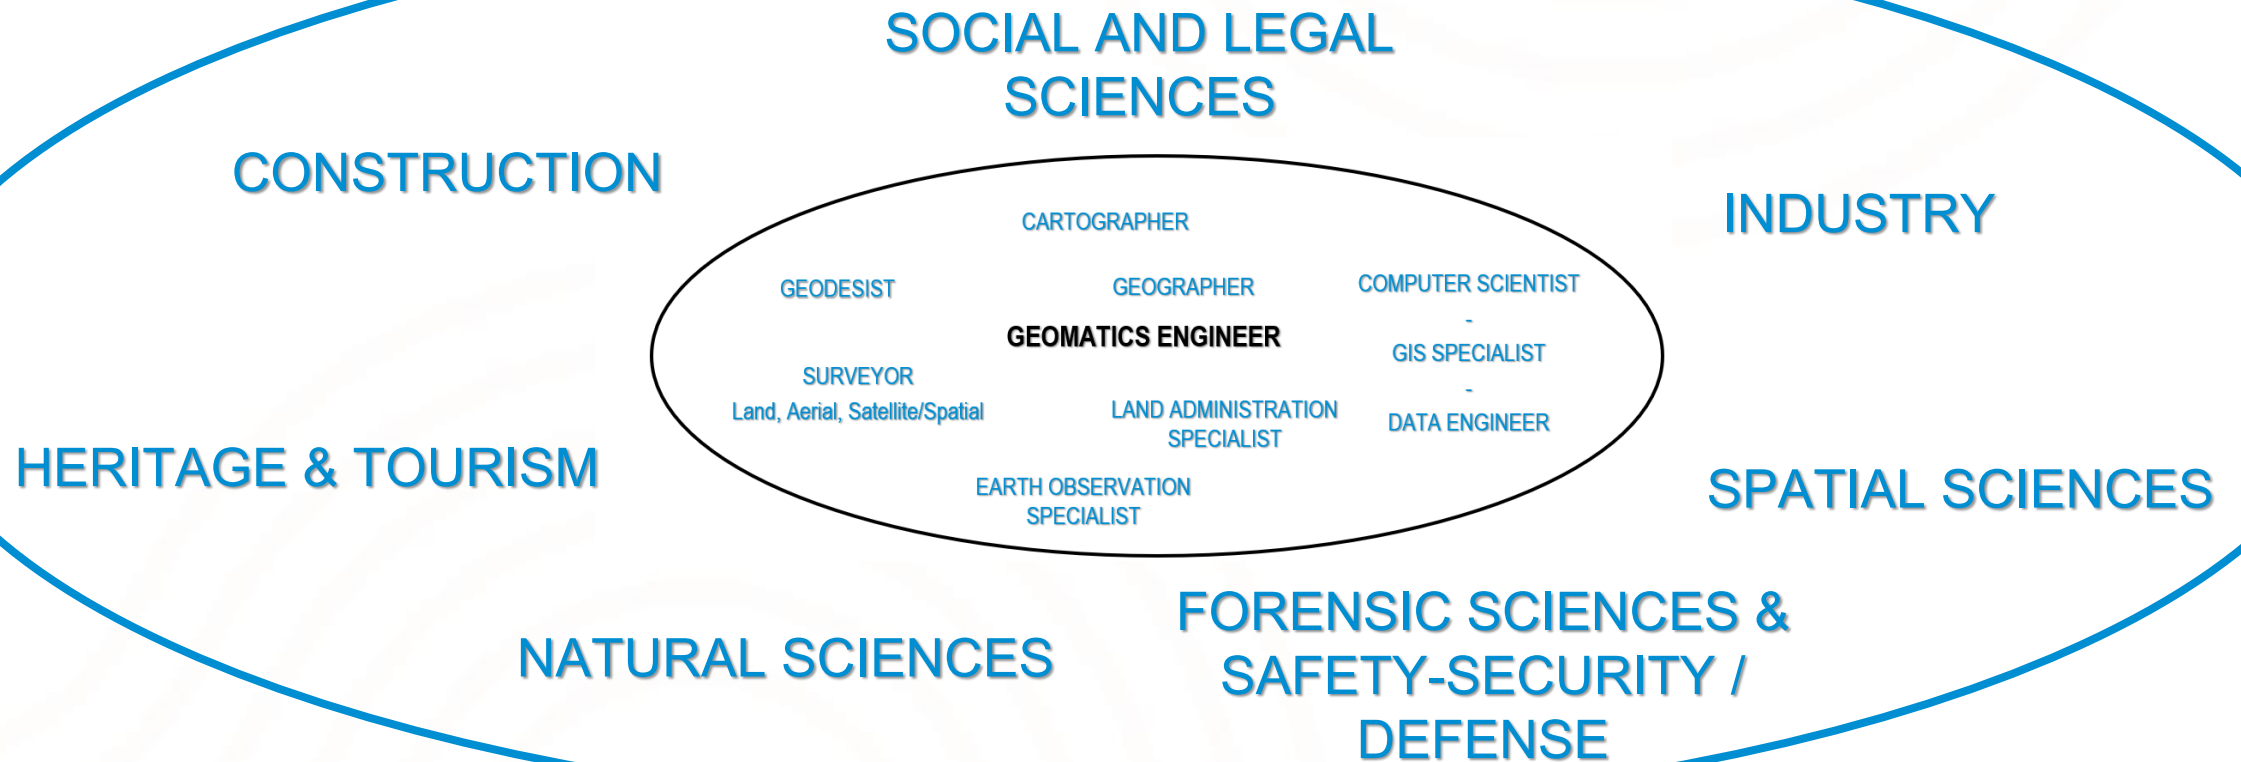 SOCIAL AND LEGAL
SCIENCES
CONSTRUCTION
INDUSTRY
CARTOGRAPHER
GEODESIST
GEOGRAPHER
COMPUTER SCIENTIST
-
GIS SPECIALIST
-
DATA ENGINEER
GEOMATICS ENGINEER
SURVEYOR
Land, Aerial, Satellite/Spatial
LAND ADMINISTRATION
SPECIALIST
EARTH OBSERVATION
SPECIALIST
HERITAGE & TOURISM
SPATIAL SCIENCES
NATURAL SCIENCES
FORENSIC SCIENCES &
SAFETY-SECURITY /
DEFENSE